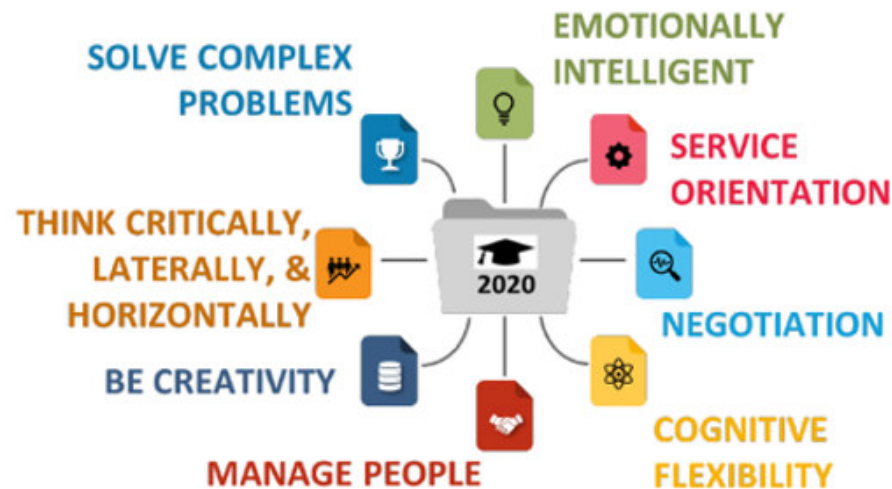 SOLVE COMPLEX
PROBLEMS
EMOTIONALLY
INTELLIGENT
SERVICE
ORIENTATION
THINK CRITICALLY,
LATERALLY, &
HORIZONTALLY
2020
NEGOTIATION
BE CREATIVITY
COGNITIVE
FLEXIBILITY
MANAGE PEOPLE